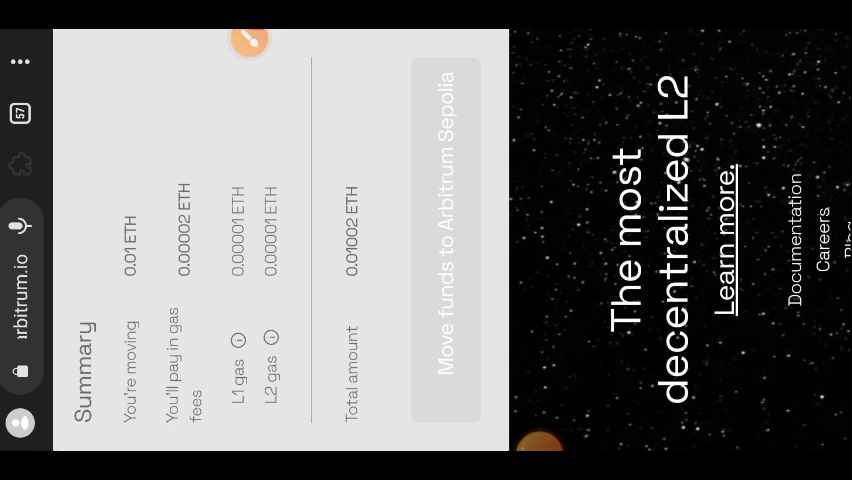 57
arbitrum.io
Summary
You're moving 0.01 ETH
You'll pay in gas 0.00002 ETH
fees
L1 gas 0.00001 ETH
L2 gas 0.00001 ETH
Total amount 0.01002 ETH
Move funds to Arbitrum Sepolia
The most
decentralized L2
Learn more.
Documentation
Careers
Blog